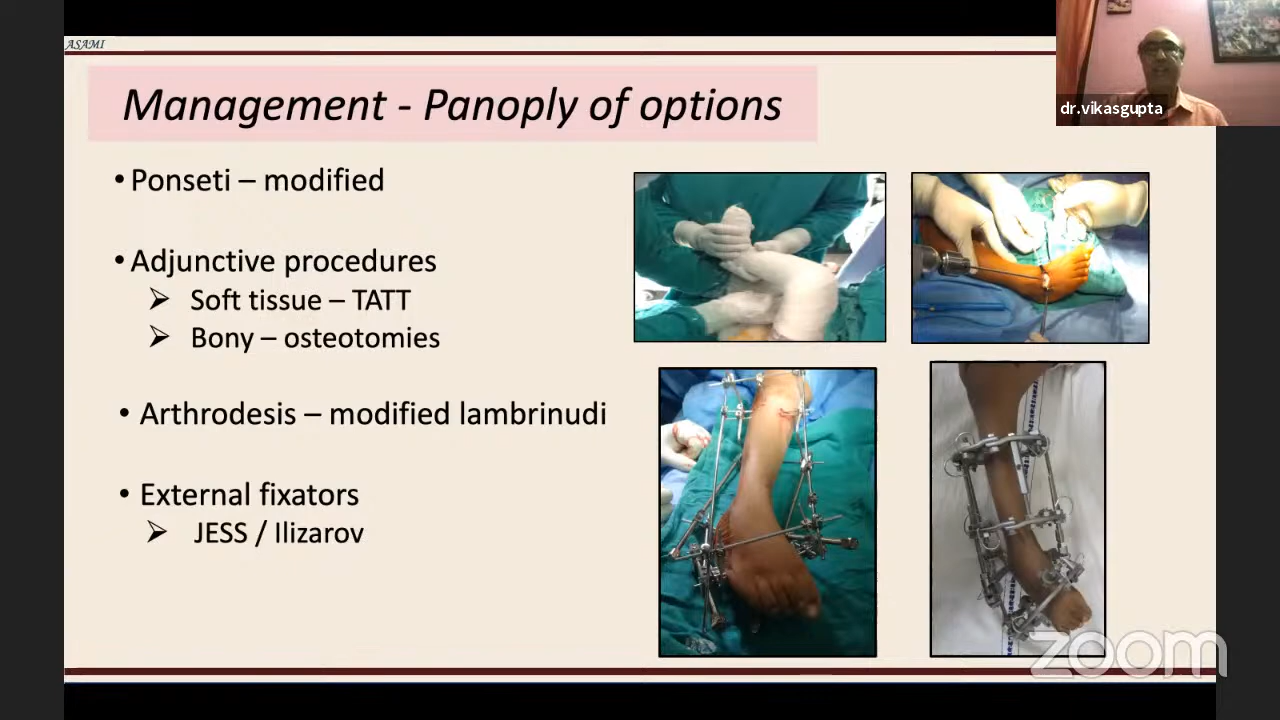 ASAMI
Management - Panoply of options
dr.vikasgupta
• Ponseti – modified
• Adjunctive procedures
➢ Soft tissue – TATT
➢ Bony – osteotomies
• Arthrodesis – modified lambrinudi
• External fixators
➢ JESS / Ilizarov
zoom